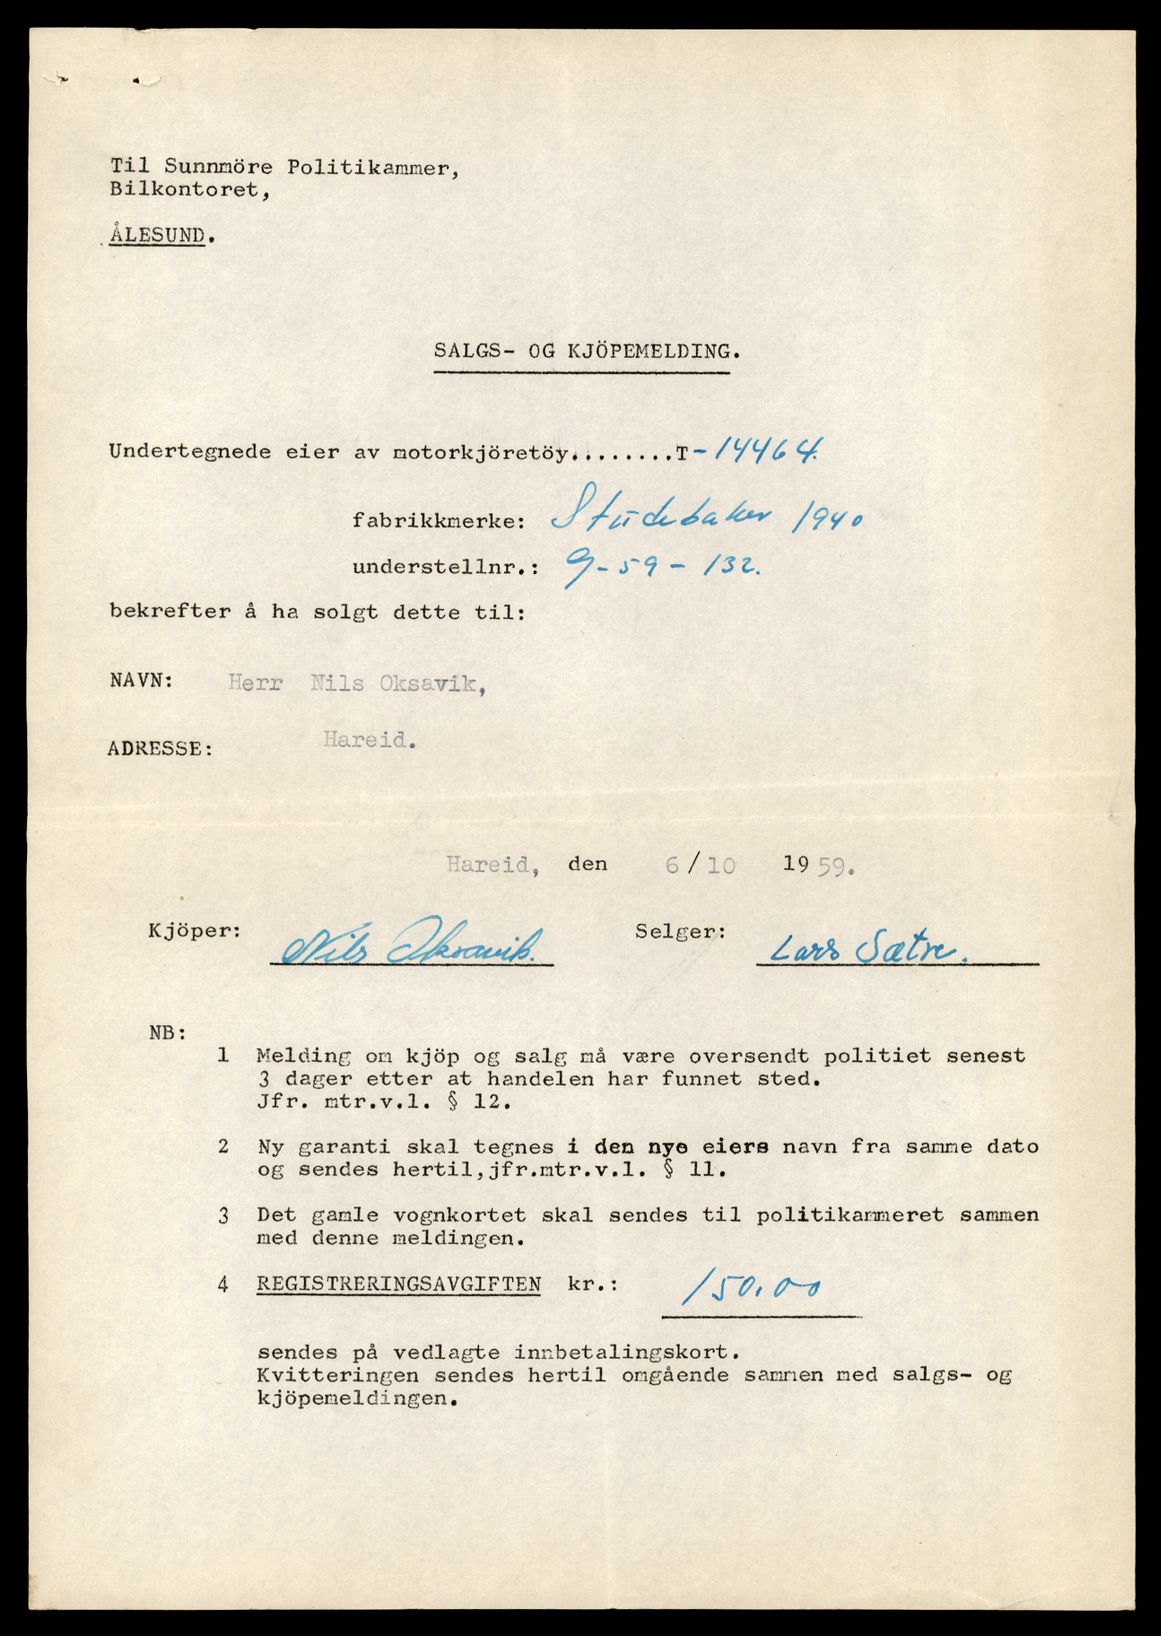 Til Sunnmöre Politikammer,
Bilkontoret,
ÅLESUND.
SALGS- OG KJÖPEMELDING.
Undertegnede eier av motorkjöretöy........T-14464.
fabrikkmerke: Studebaker 1940
understellnr.: 9-59-132.
bekrefter å ha solgt dette til:
NAVN: Herr Nils Oksavik,
ADRESSE: Hareid.
Hareid, den 6/10 1959.
Kjöper: Nils Oksavik. Selger: Lars Sætre.
NB:
1 Melding om kjöp og salg må være oversendt politiet senest
3 dager etter at handelen har funnet sted.
Jfr. mtr.v.l. § 12.
2 Ny garanti skal tegnes i den nye eiers navn fra samme dato
og sendes hertil,jfr.mtr.v.l. § 11.
3 Det gamle vognkortet skal sendes til politikammeret sammen
med denne meldingen.
4 REGISTRERINGSAVGIFTEN kr.: 150.00
sendes på vedlagte innbetalingskort.
Kvitteringen sendes hertil omgående sammen med salgs- og
kjöpemeldingen.